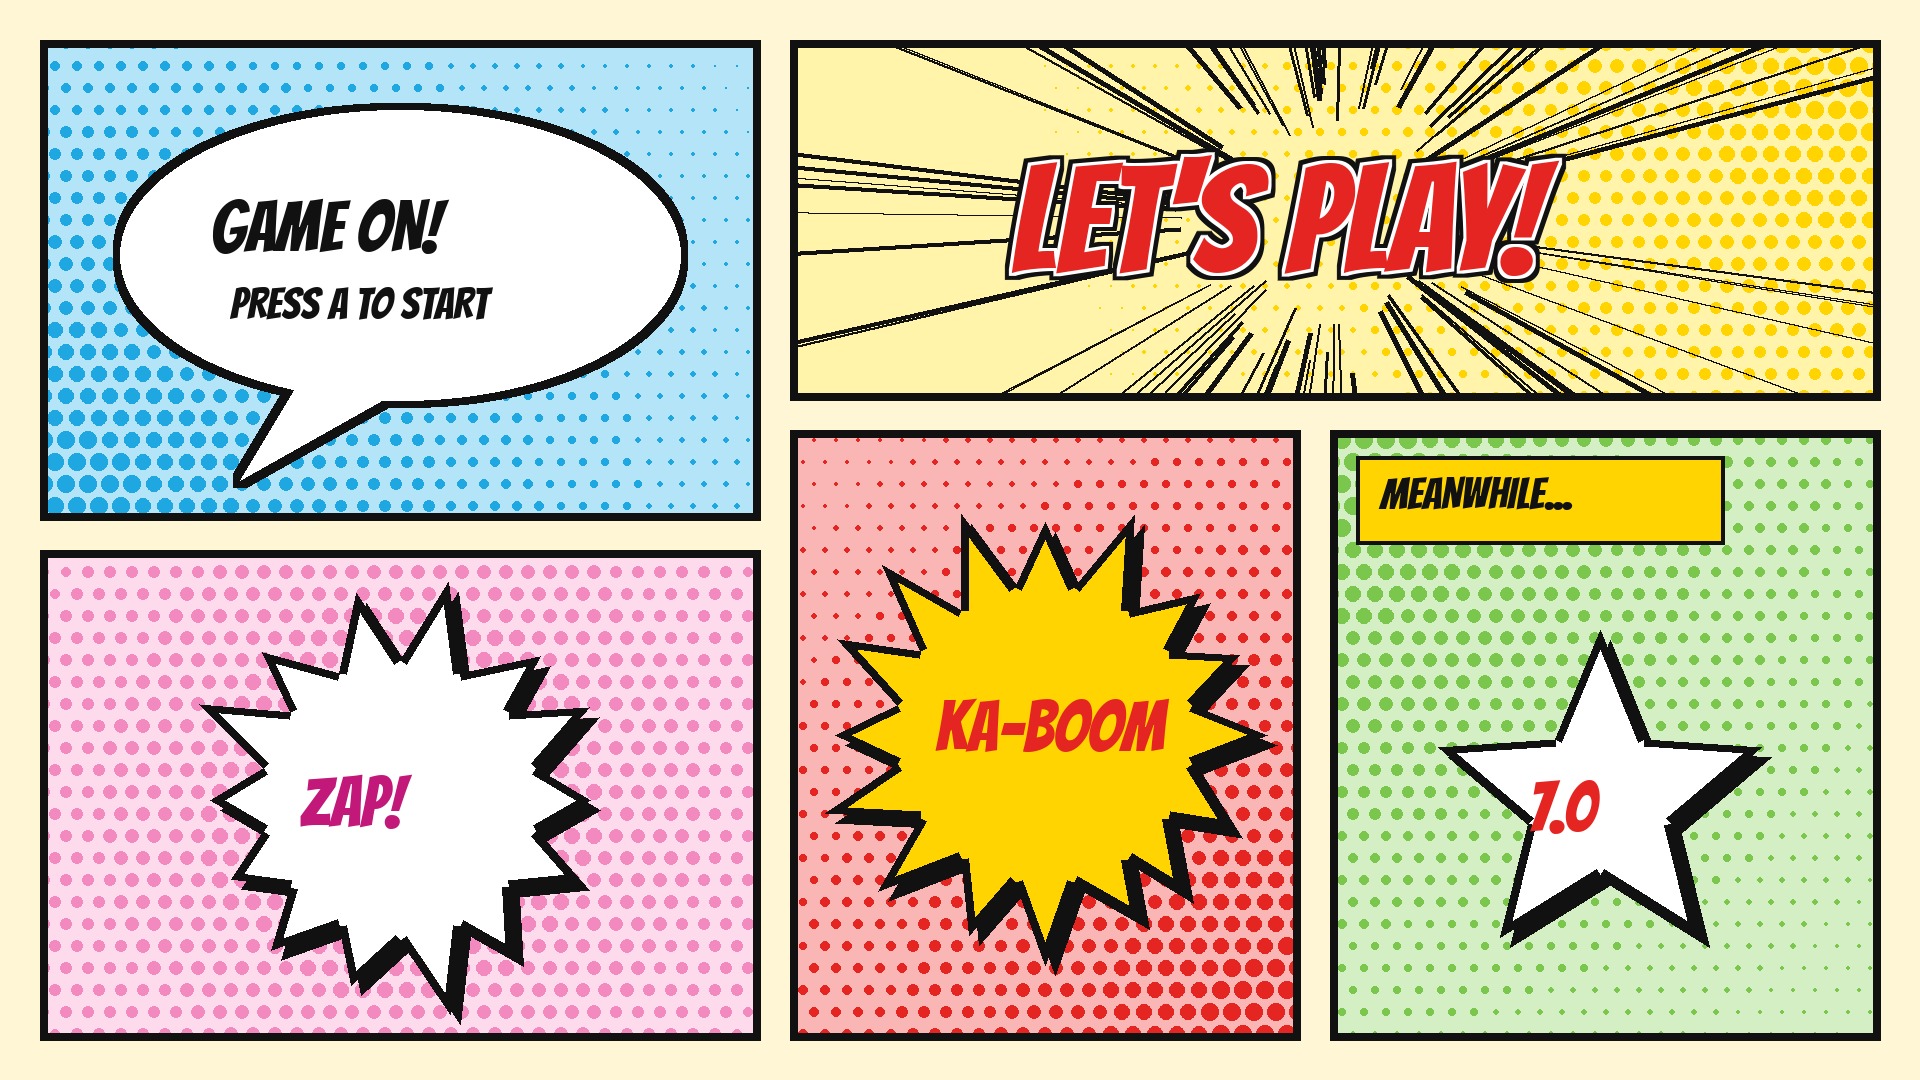 GAME ON!
PRESS A TO START
LET'S PLAY!
ZAP!
KA-BOOM
MEANWHILE...
7.0